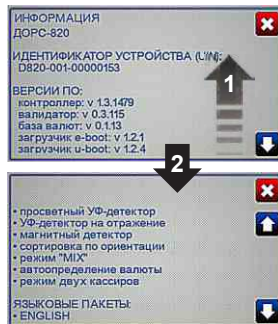 ИНФОРМАЦИЯ
ДОРС-820
ИДЕНТИФИКАТОР УСТРОЙСТВА (UIN):
D820-001-00000153
1
ВЕРСИИ ПО:
контроллер: v 1.3.1479
валидатор: v 0.3.115
база валют: v 0.1.13
загрузчик e-boot: v 1.2.1
загрузчик u-boot: v 1.2.4
2
• просветный УФ-детектор
• УФ-детектор на отражение
• магнитный детектор
• сортировка по ориентации
• режим "MIX"
• автоопределение валюты
• режим двух кассиров
ЯЗЫКОВЫЕ ПАКЕТЫ:
• ENGLISH